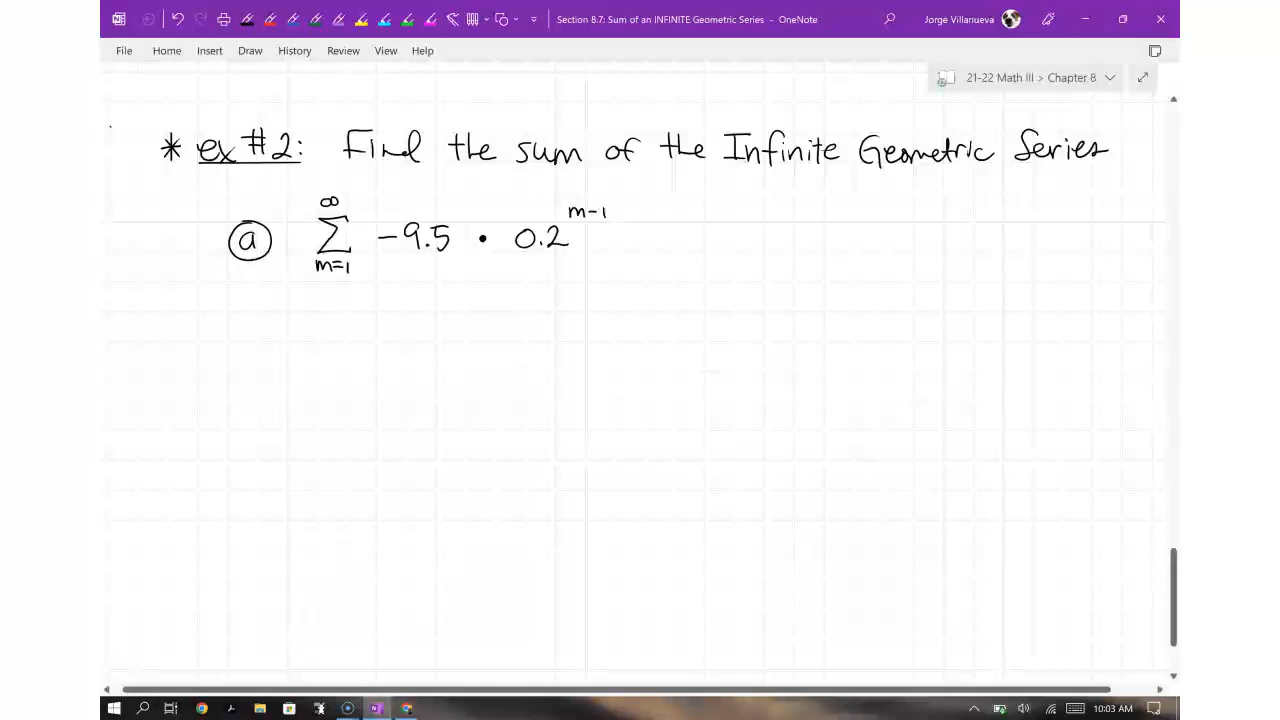 Section 8.7: Sum of an INFINITE Geometric Series - OneNote
Jorge Villanueva
File Home Insert Draw History Review View Help
21-22 Math III > Chapter 8
* ex #2: Find the sum of the Infinite Geometric Series
∞
m-1
a Σ -9.5 • 0.2
m=1
10:03 AM